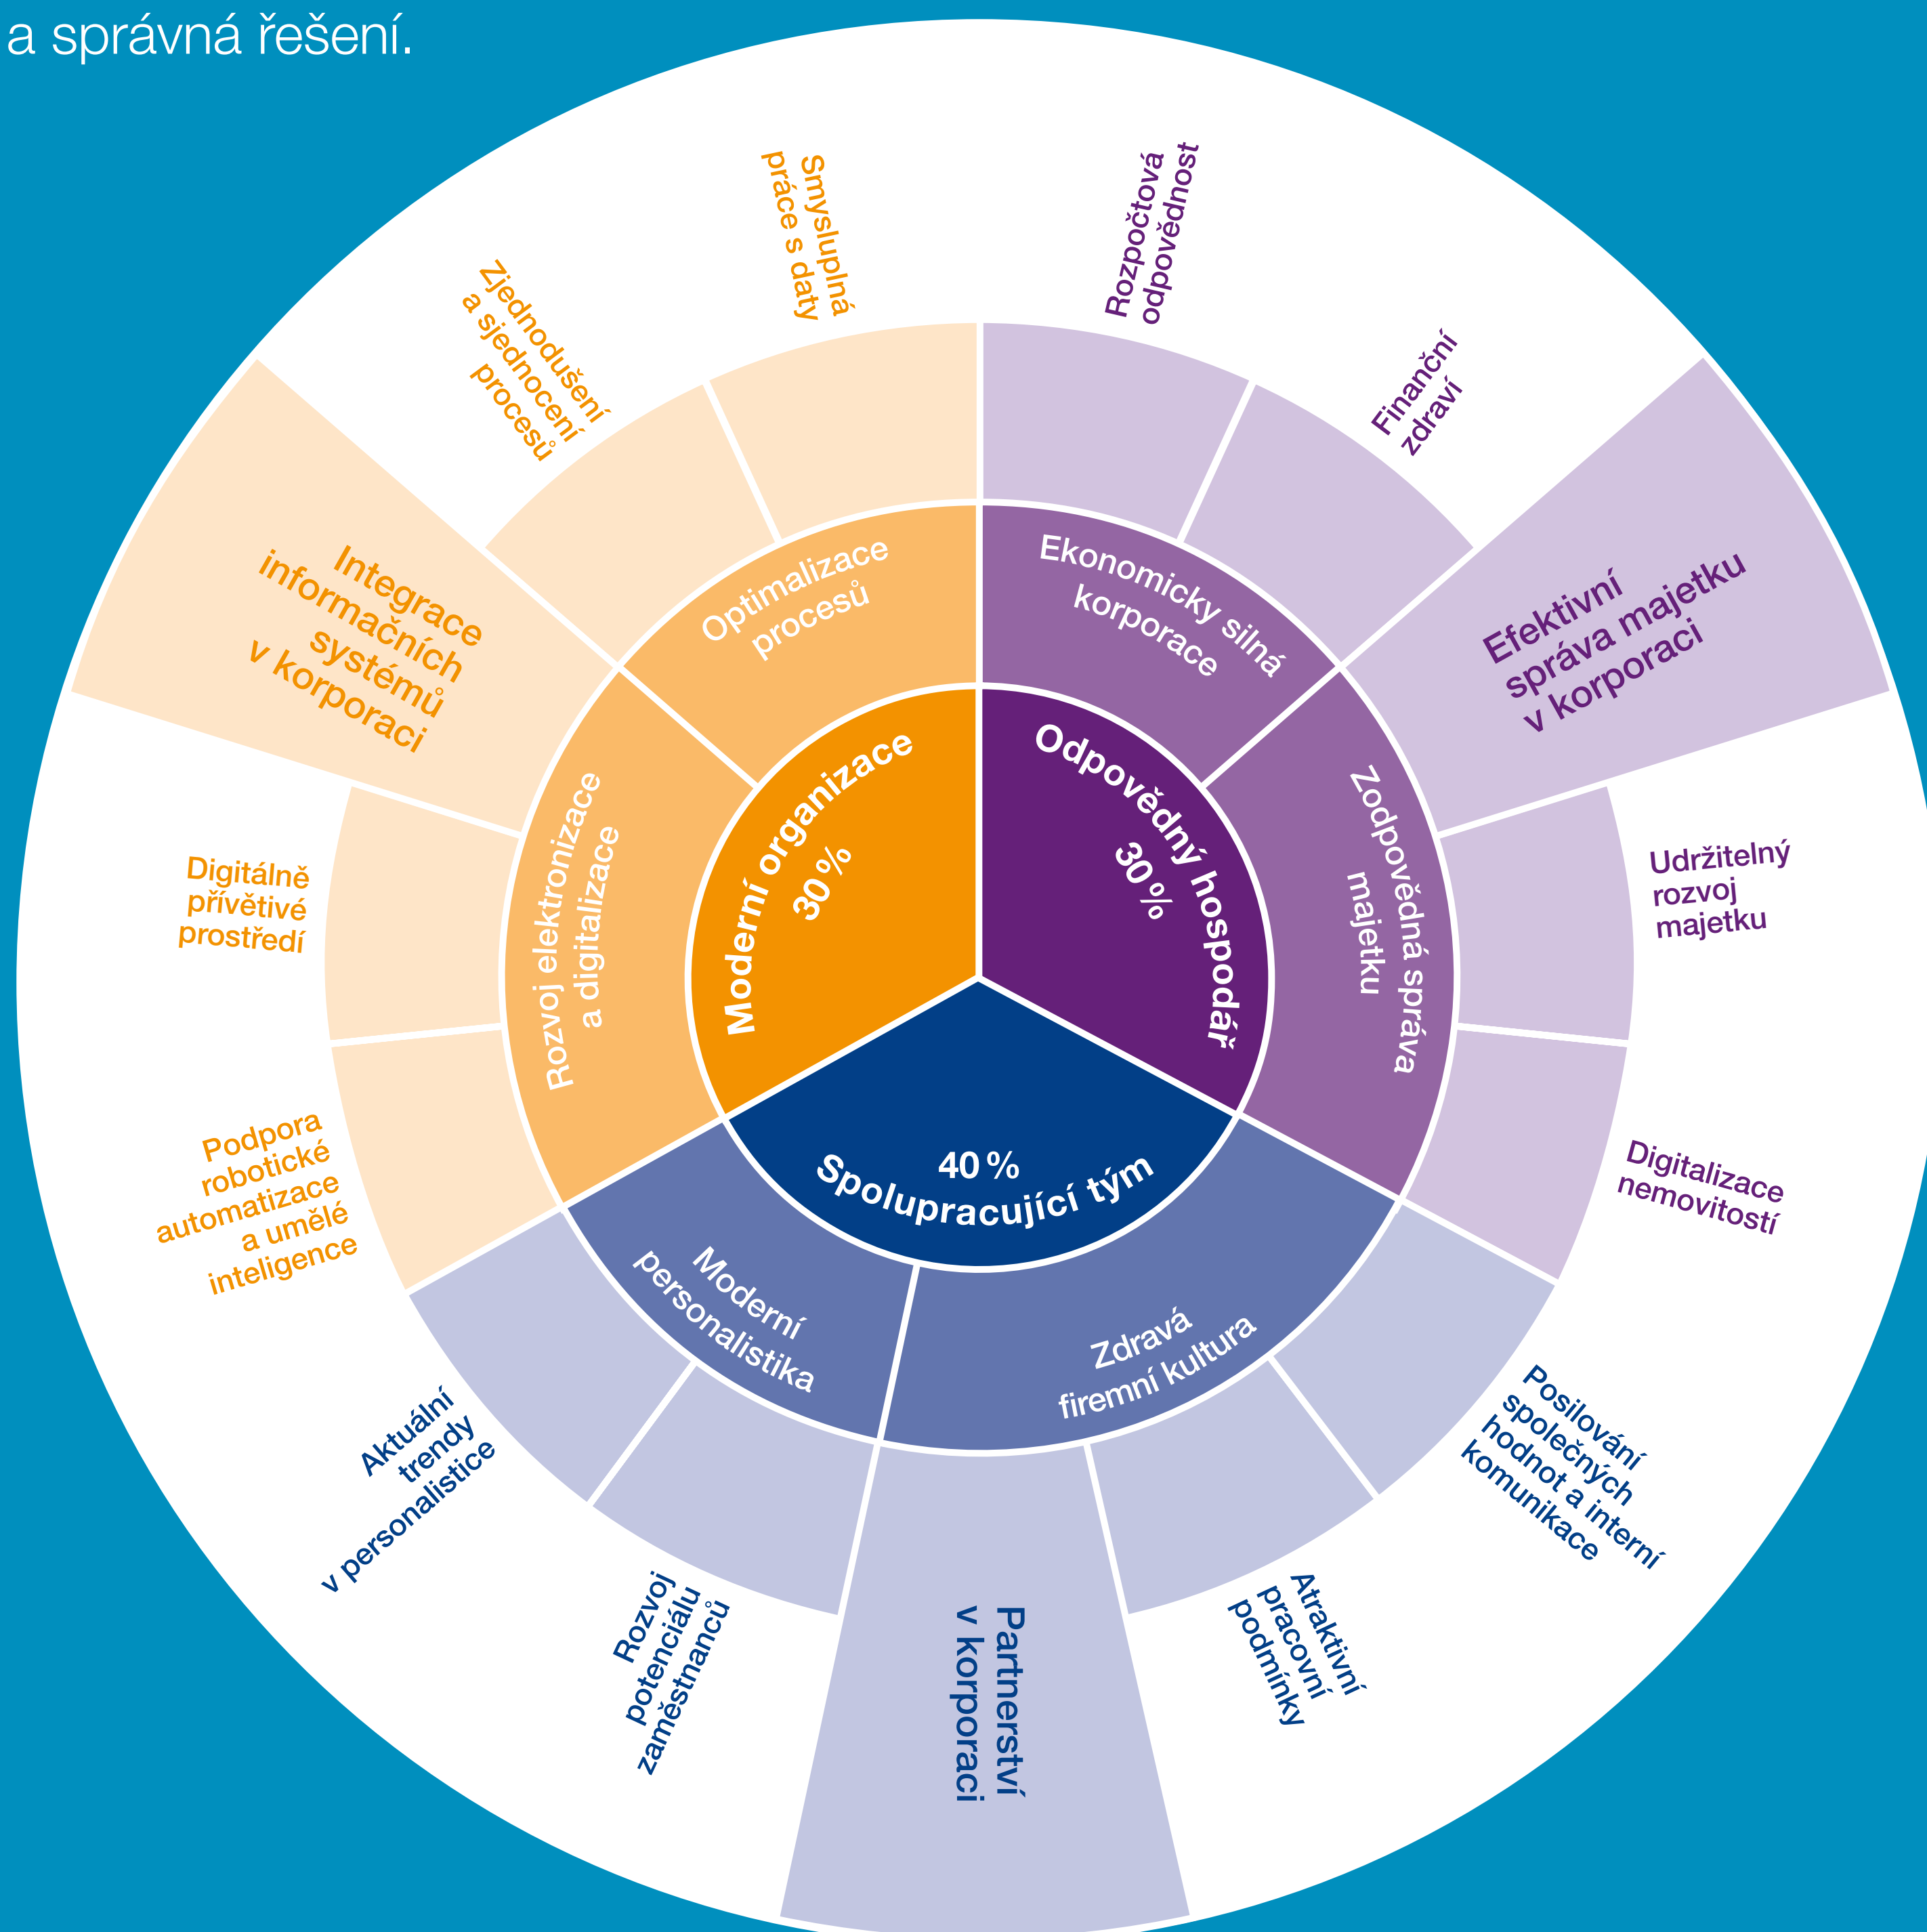 a správná řešení.
Smysluplná
práce s daty
Zjednodušení
a sjednocení
procesů
Integrace
informačních
systémů
v korporaci
Digitálně
přívětivé
prostředí
Podpora
robotické
automatizace
a umělé
inteligence
Optimalizace
procesů
Rozvoj elektronizace
a digitalizace
Moderní organizace
30 %
Rozpočtová
odpovědnost
Finanční
zdraví
Efektivní
správa majetku
v korporaci
Udržitelný
rozvoj
majetku
Digitalizace
nemovitostí
Ekonomicky silná
korporace
Zodpovědná správa
majetku
Odpovědný hospodář
30 %
40 %
Spolupracující tým
Moderní
personalistika
Zdravá
firemní kultura
Aktuální
trendy
v personalistice
Rozvoj
potenciálu
zaměstnanců
Partnerství
v korporaci
Atraktivní
pracovní
podmínky
Posilování
společných
hodnot a interní
komunikace